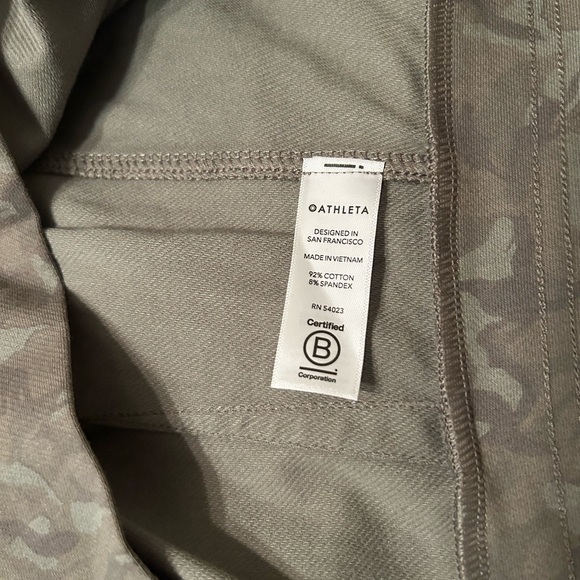 ATHLETA
DESIGNED IN
SAN FRANCISCO
MADE IN VIETNAM
92% COTTON
8% SPANDEX
RN 54023
Certified
B
Corporation